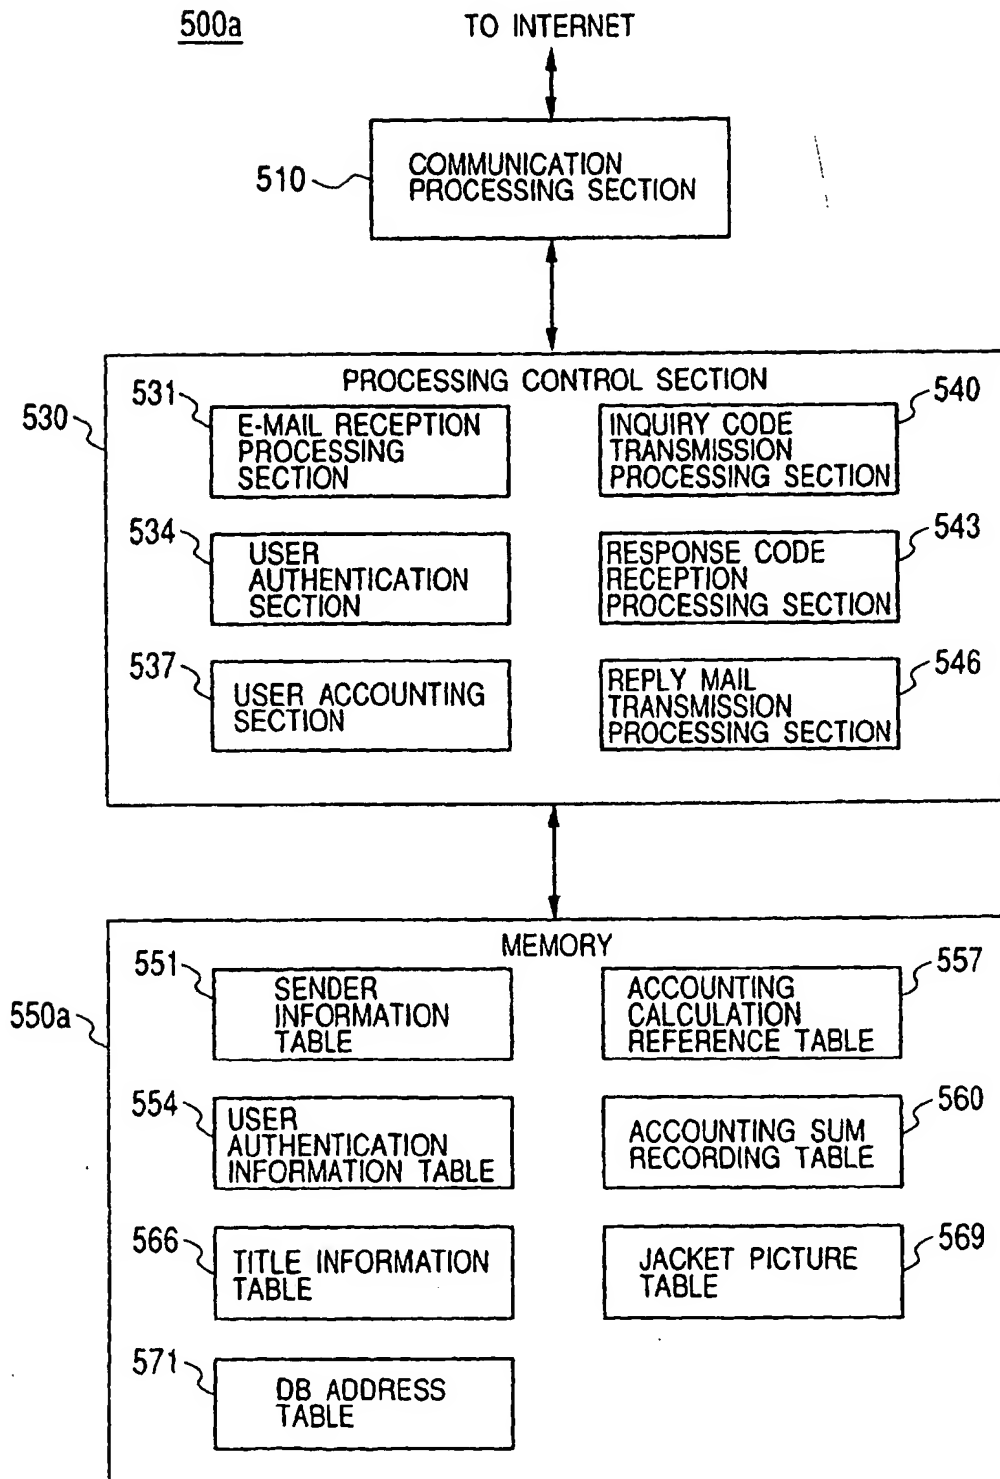 500a
TO INTERNET
510
COMMUNICATION
PROCESSING SECTION
530
PROCESSING CONTROL SECTION
531
E-MAIL RECEPTION
PROCESSING
SECTION
540
INQUIRY CODE
TRANSMISSION
PROCESSING SECTION
534
USER
AUTHENTICATION
SECTION
543
RESPONSE CODE
RECEPTION
PROCESSING SECTION
537
USER ACCOUNTING
SECTION
546
REPLY MAIL
TRANSMISSION
PROCESSING SECTION
550a
MEMORY
551
SENDER
INFORMATION
TABLE
557
ACCOUNTING
CALCULATION
REFERENCE TABLE
554
USER
AUTHENTICATION
INFORMATION TABLE
560
ACCOUNTING SUM
RECORDING TABLE
566
TITLE INFORMATION
TABLE
569
JACKET PICTURE
TABLE
571
DB ADDRESS
TABLE